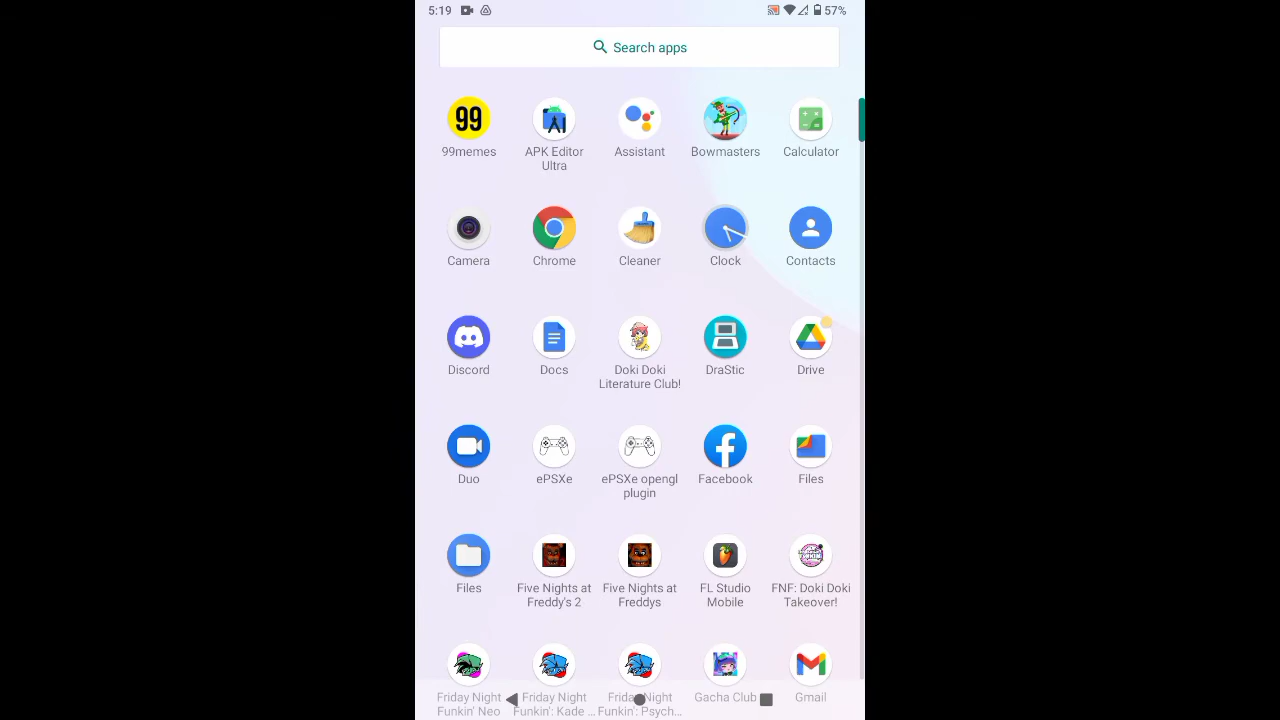 5:19
57%
Search apps
99
99memes
APK Editor
Ultra
Assistant
Bowmasters
Calculator
Camera
Chrome
Cleaner
Clock
Contacts
Discord
Docs
Doki Doki
Literature Club!
DraStic
Drive
Duo
ePSXe
ePSXe opengl
plugin
Facebook
Files
Files
Five Nights at
Freddy's 2
Five Nights at
Freddys
FL Studio
Mobile
FNF: Doki Doki
Takeover!
Friday Night
Funkin' Neo
Friday Night
Funkin': Kade ...
Friday Night
Funkin': Psych...
Gacha Club
Gmail